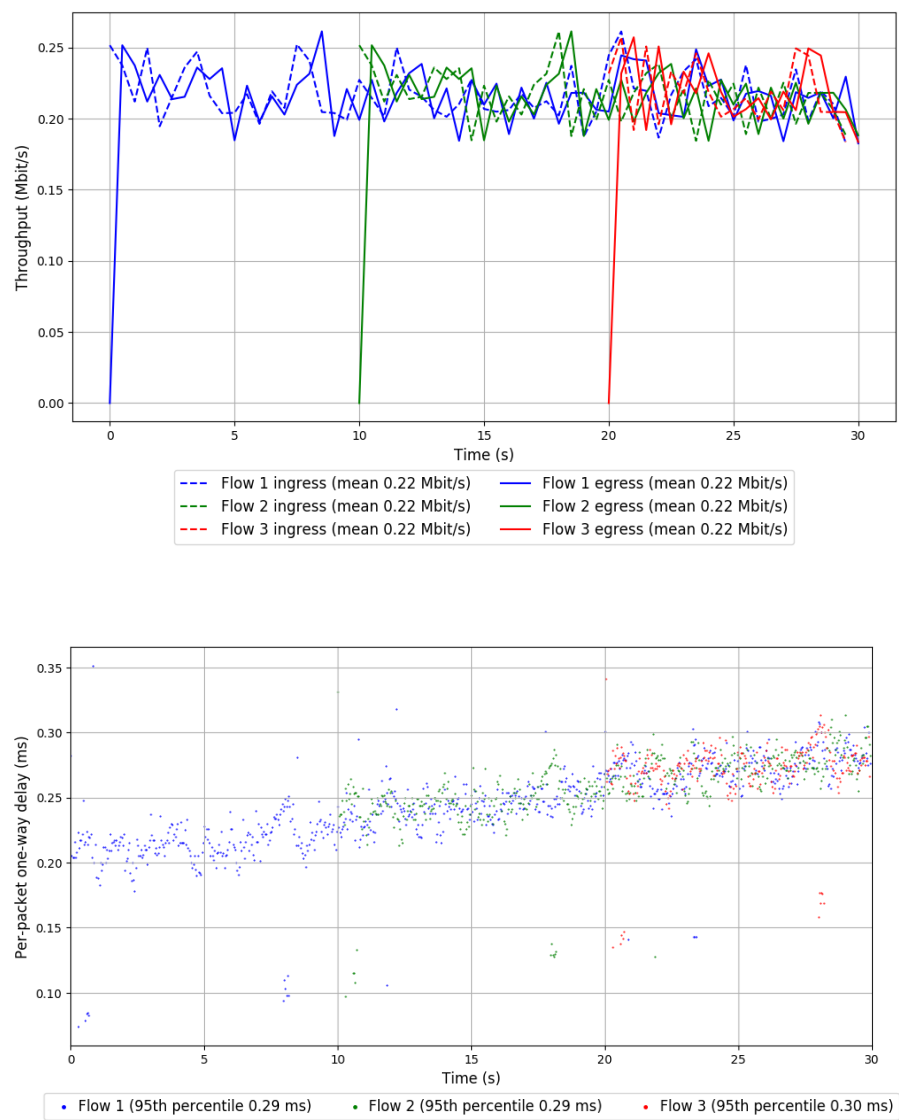 0.25
0.20
0.15
0.10
0.05
0.00
Throughput (Mbit/s)
0 5 10 15 20 25 30
Time (s)
Flow 1 ingress (mean 0.22 Mbit/s) Flow 1 egress (mean 0.22 Mbit/s)
Flow 2 ingress (mean 0.22 Mbit/s) Flow 2 egress (mean 0.22 Mbit/s)
Flow 3 ingress (mean 0.22 Mbit/s) Flow 3 egress (mean 0.22 Mbit/s)
0.35
0.30
0.25
0.20
0.15
0.10
Per-packet one-way delay (ms)
0 5 10 15 20 25 30
Time (s)
Flow 1 (95th percentile 0.29 ms) Flow 2 (95th percentile 0.29 ms) Flow 3 (95th percentile 0.30 ms)